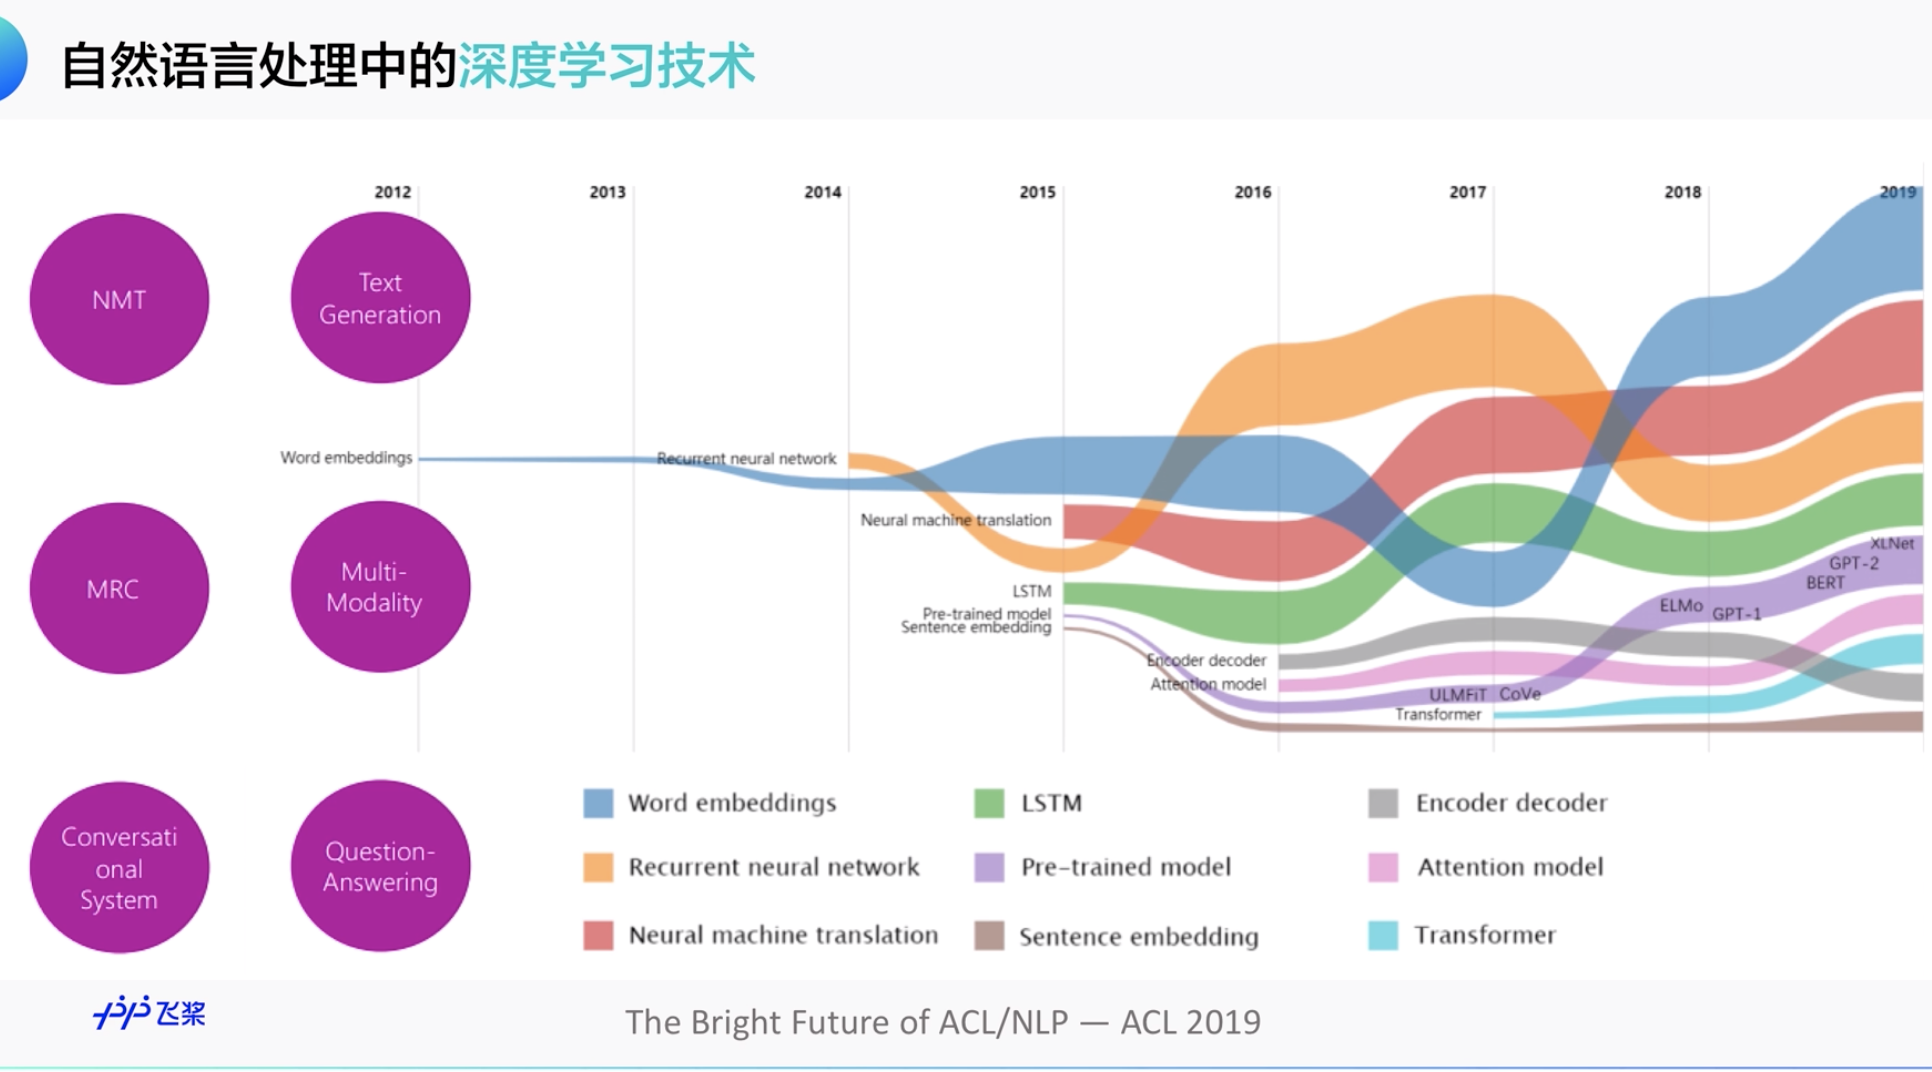 自然语言处理中的深度学习技术
2012
2013
2014
2015
2016
2017
2018
2019
NMT
Text
Generation
MRC
Multi-
Modality
Conversati
onal
System
Question-
Answering
Word embeddings
Recurrent neural network
Neural machine translation
LSTM
Pre-trained model
Sentence embedding
Encoder decoder
Attention model
ULMFiT
CoVe
Transformer
ELMo
GPT-1
BERT
GPT-2
XLNet
Word embeddings
LSTM
Encoder decoder
Recurrent neural network
Pre-trained model
Attention model
Neural machine translation
Sentence embedding
Transformer
飞桨
The Bright Future of ACL/NLP — ACL 2019